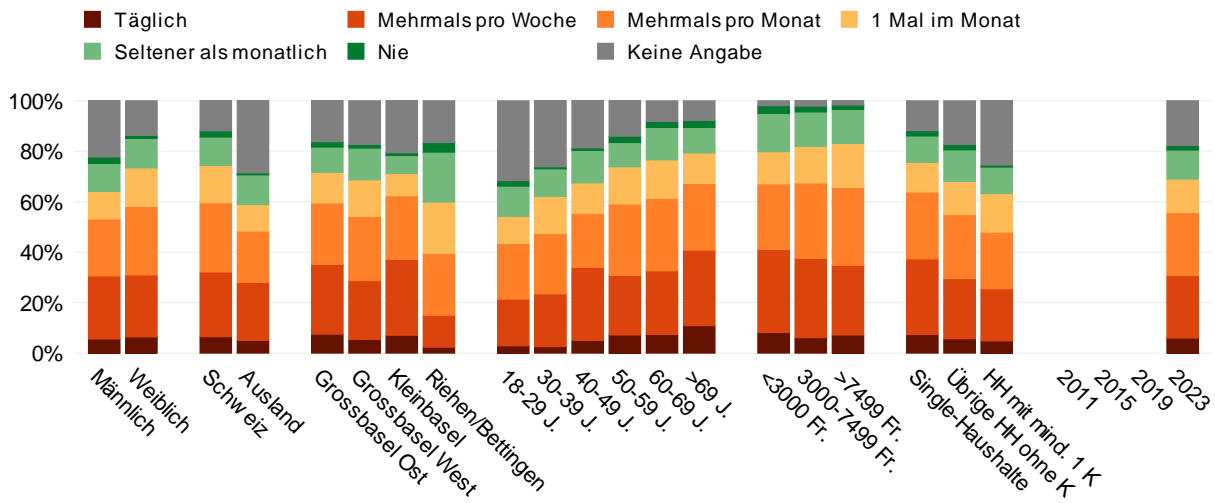 Täglich Mehrmals pro Woche Mehrmals pro Monat 1 Mal im Monat
Seltener als monatlich Nie Keine Angabe
100%
80%
60%
40%
20%
0%
Männlich
Weiblich
Schweiz
Ausland
Grossbasel Ost
Grossbasel West
Kleinbasel
Riehen/Bettingen
18-29 J.
30-39 J.
40-49 J.
50-59 J.
60-69 J.
>69 J.
<3000 Fr.
3000-7499 Fr.
>7499 Fr.
Single-Haushalte
Übrige HH ohne K
HH mit mind. 1 K
2011
2015
2019
2023